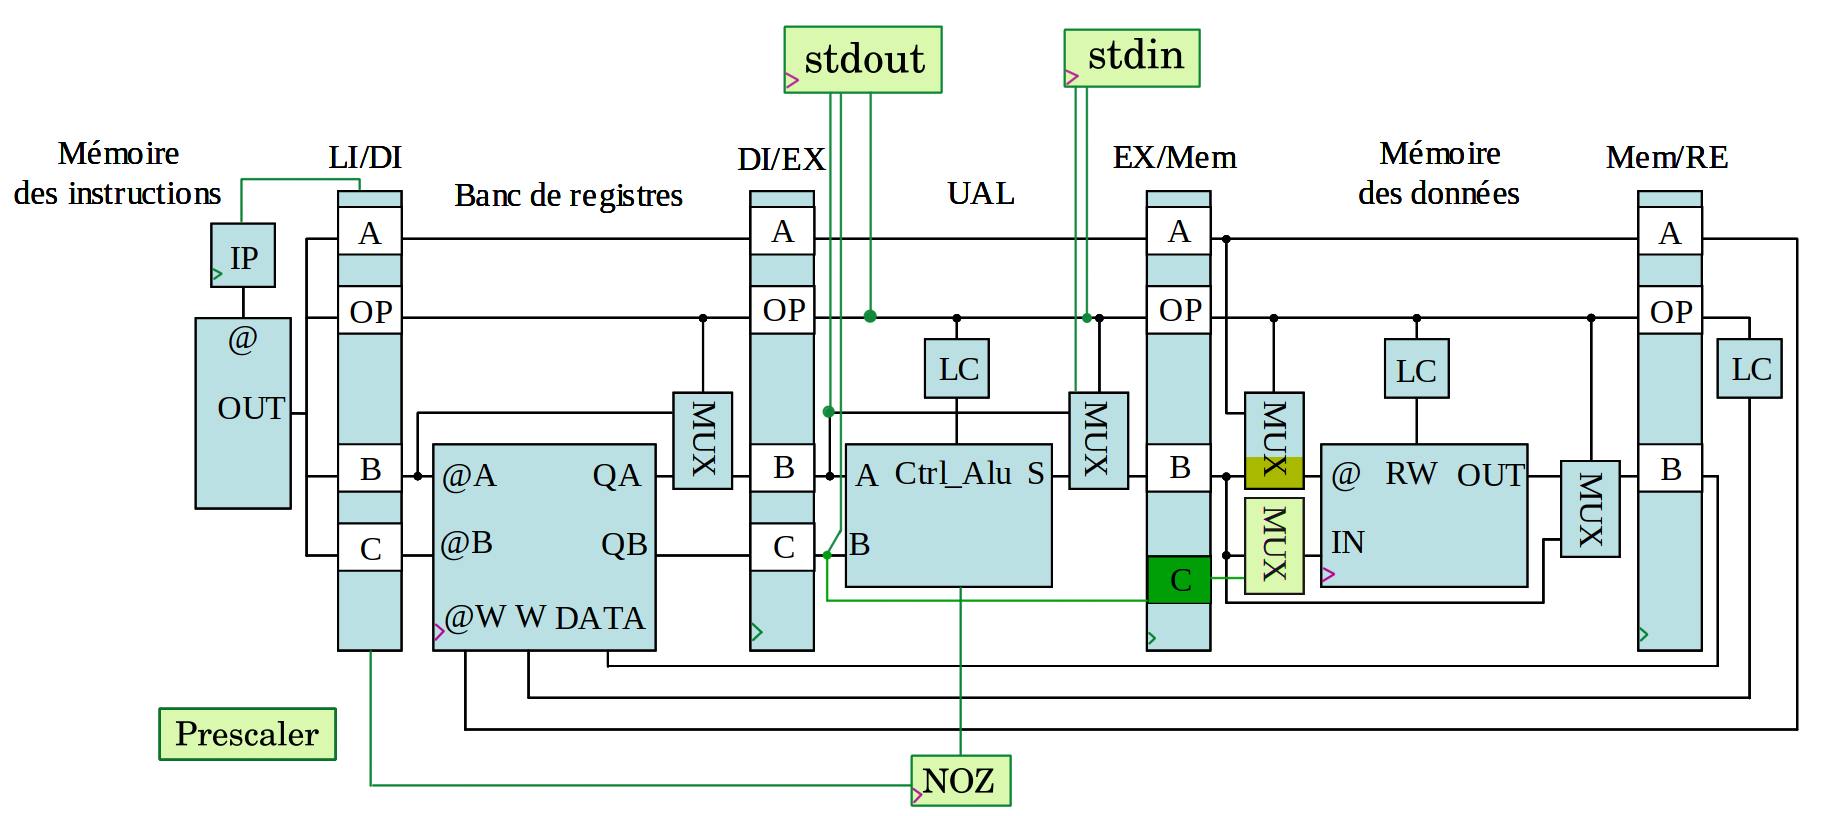 stdout
stdin
Mémoire
des instructions
LI/DI
Banc de registres
DI/EX
UAL
EX/Mem
Mémoire
des données
Mem/RE
IP
@
OUT
A
OP
B
C
@A
QA
@B
QB
@W W DATA
MUX
A
OP
B
C
LC
A Ctrl_Alu S
B
MUX
A
OP
B
C
MUX
MUX
LC
@ RW OUT
IN
MUX
A
OP
B
LC
Prescaler
NOZ